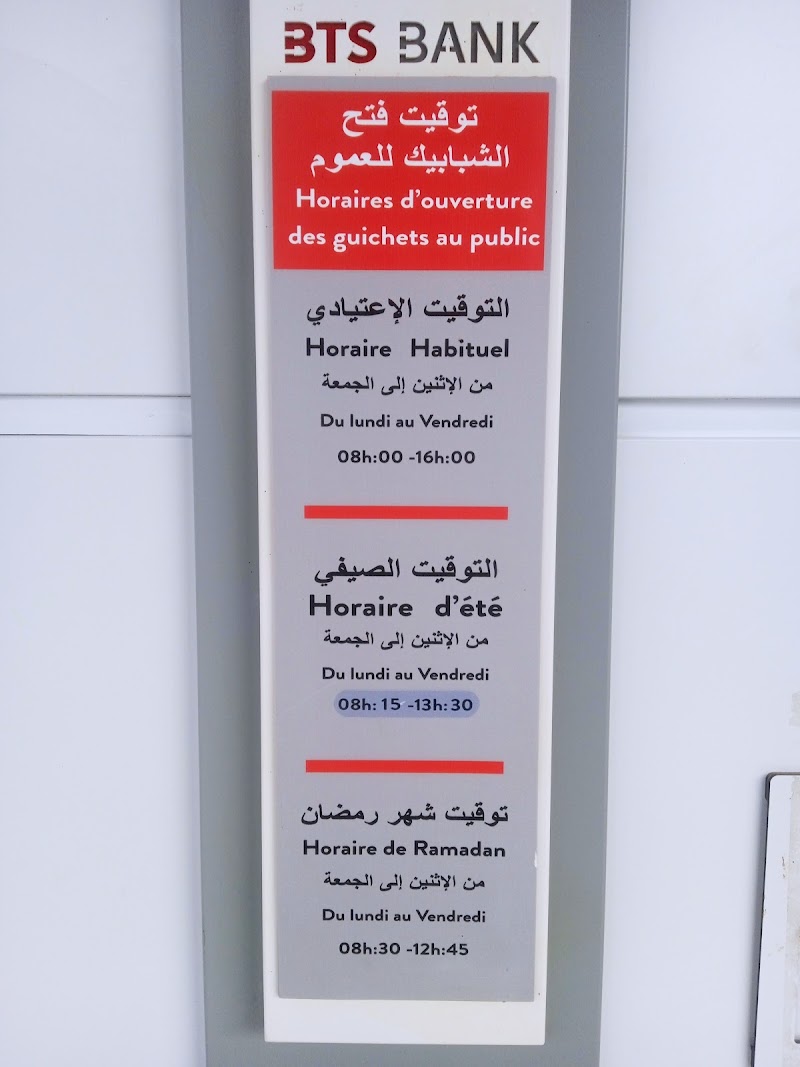 BTS BANK
توقيت فتح
الشبابيك للعموم
Horaires d'ouverture
des guichets au public
التوقيت الإعتيادي
Horaire Habituel
من الإثنين إلى الجمعة
Du lundi au Vendredi
08h:00 -16h:00
التوقيت الصيفي
Horaire d'été
من الإثنين إلى الجمعة
Du lundi au Vendredi
08h: 15 -13h: 30
توقيت شهر رمضان
Horaire de Ramadan
من الإثنين إلى الجمعة
Du lundi au Vendredi
08h:30 -12h:45